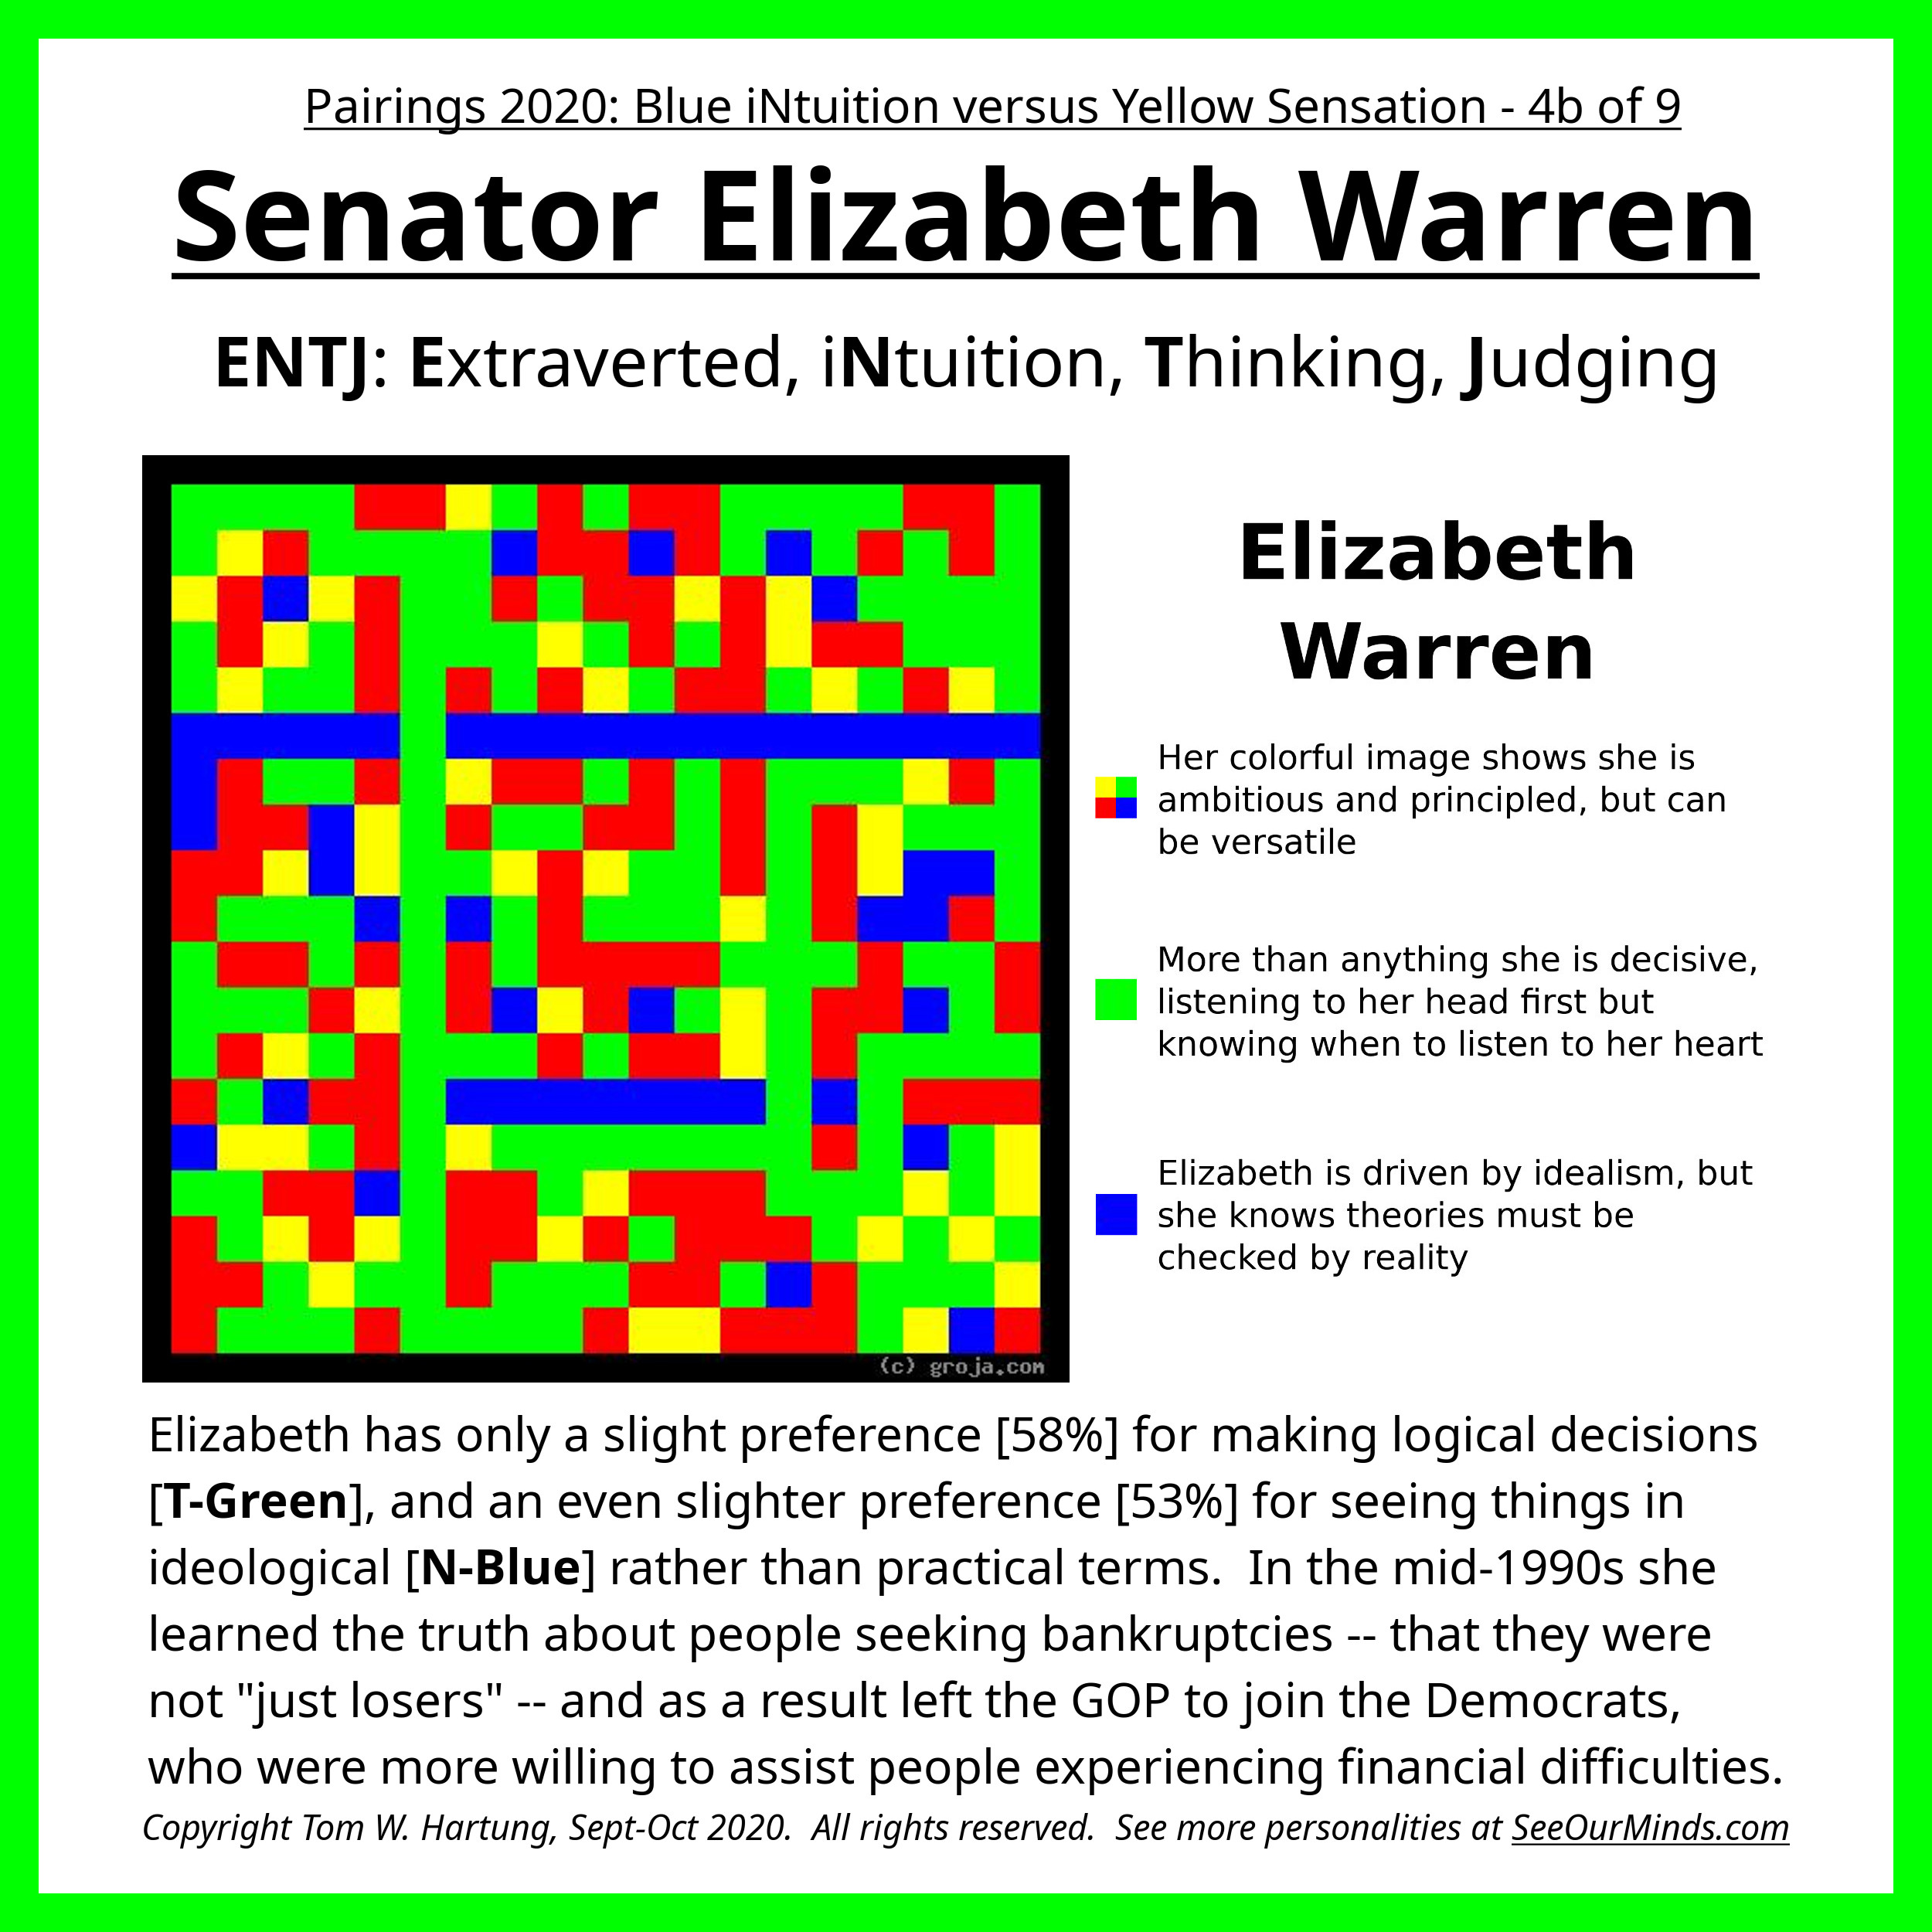 Pairings 2020: Blue iNtuition versus Yellow Sensation - 4b of 9
Senator Elizabeth Warren
ENTJ: Extraverted, iNtuition, Thinking, Judging
Elizabeth
Warren
Her colorful image shows she is
ambitious and principled, but can
be versatile
More than anything she is decisive,
listening to her head first but
knowing when to listen to her heart
Elizabeth is driven by idealism, but
she knows theories must be
checked by reality
(c) groja.com
Elizabeth has only a slight preference [58%] for making logical decisions
[T-Green], and an even slighter preference [53%] for seeing things in
ideological [N-Blue] rather than practical terms.  In the mid-1990s she
learned the truth about people seeking bankruptcies -- that they were
not "just losers" -- and as a result left the GOP to join the Democrats,
who were more willing to assist people experiencing financial difficulties.
Copyright Tom W. Hartung, Sept-Oct 2020.  All rights reserved.  See more personalities at SeeOurMinds.com